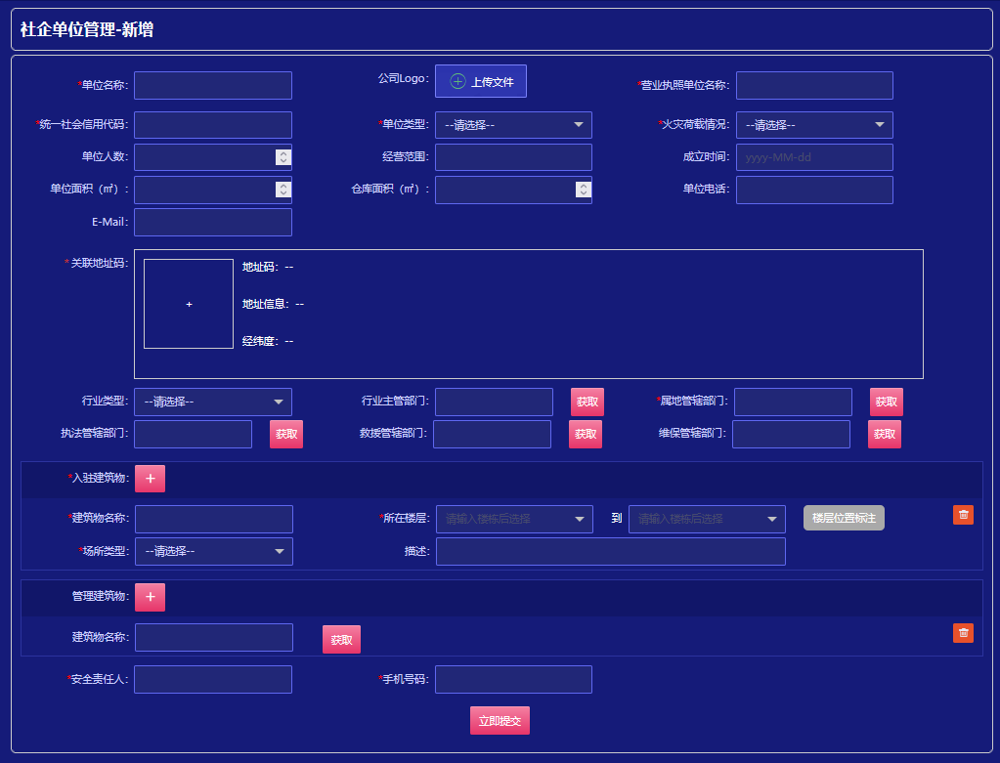 社企单位管理-新增
*单位名称:
公司Logo:
上传文件
*营业执照单位名称:
*统一社会信用代码:
*单位类型: --请选择--
*火灾荷载情况: --请选择--
单位人数:
经营范围:
成立时间: yyyy-MM-dd
单位面积（㎡）:
仓库面积（㎡）:
单位电话:
E-Mail:
* 关联地址码:
+
地址码：--
地址信息：--
经纬度：--
行业类型: --请选择--
行业主管部门: 获取
*属地管辖部门: 获取
执法管辖部门: 获取
救援管辖部门: 获取
维保管辖部门: 获取
*入驻建筑物: +
*建筑物名称:
*所在楼层: 请输入楼栋后选择 到 请输入楼栋后选择 楼层位置标注
*场所类型: --请选择--
描述:
管理建筑物: +
建筑物名称: 获取
*安全责任人:
*手机号码:
立即提交